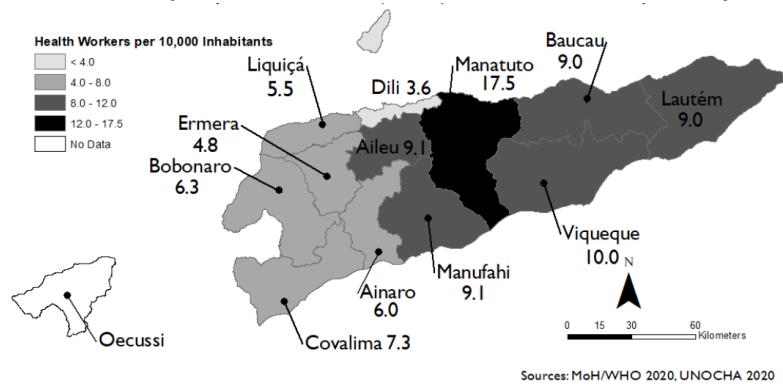 Health Workers per 10,000 Inhabitants
< 4.0
4.0 - 8.0
8.0 - 12.0
12.0 - 17.5
No Data
Liquiçá
5.5
Dili 3.6
Manatuto
17.5
Baucau
9.0
Lautém
9.0
Ermera
4.8
Aileu 9.1
Bobonaro
6.3
Viqueque
10.0
N
Manufahi
9.1
Ainaro
6.0
Oecussi
Covalima 7.3
0 15 30 60
Kilometers
Sources: MoH/WHO 2020, UNOCHA 2020